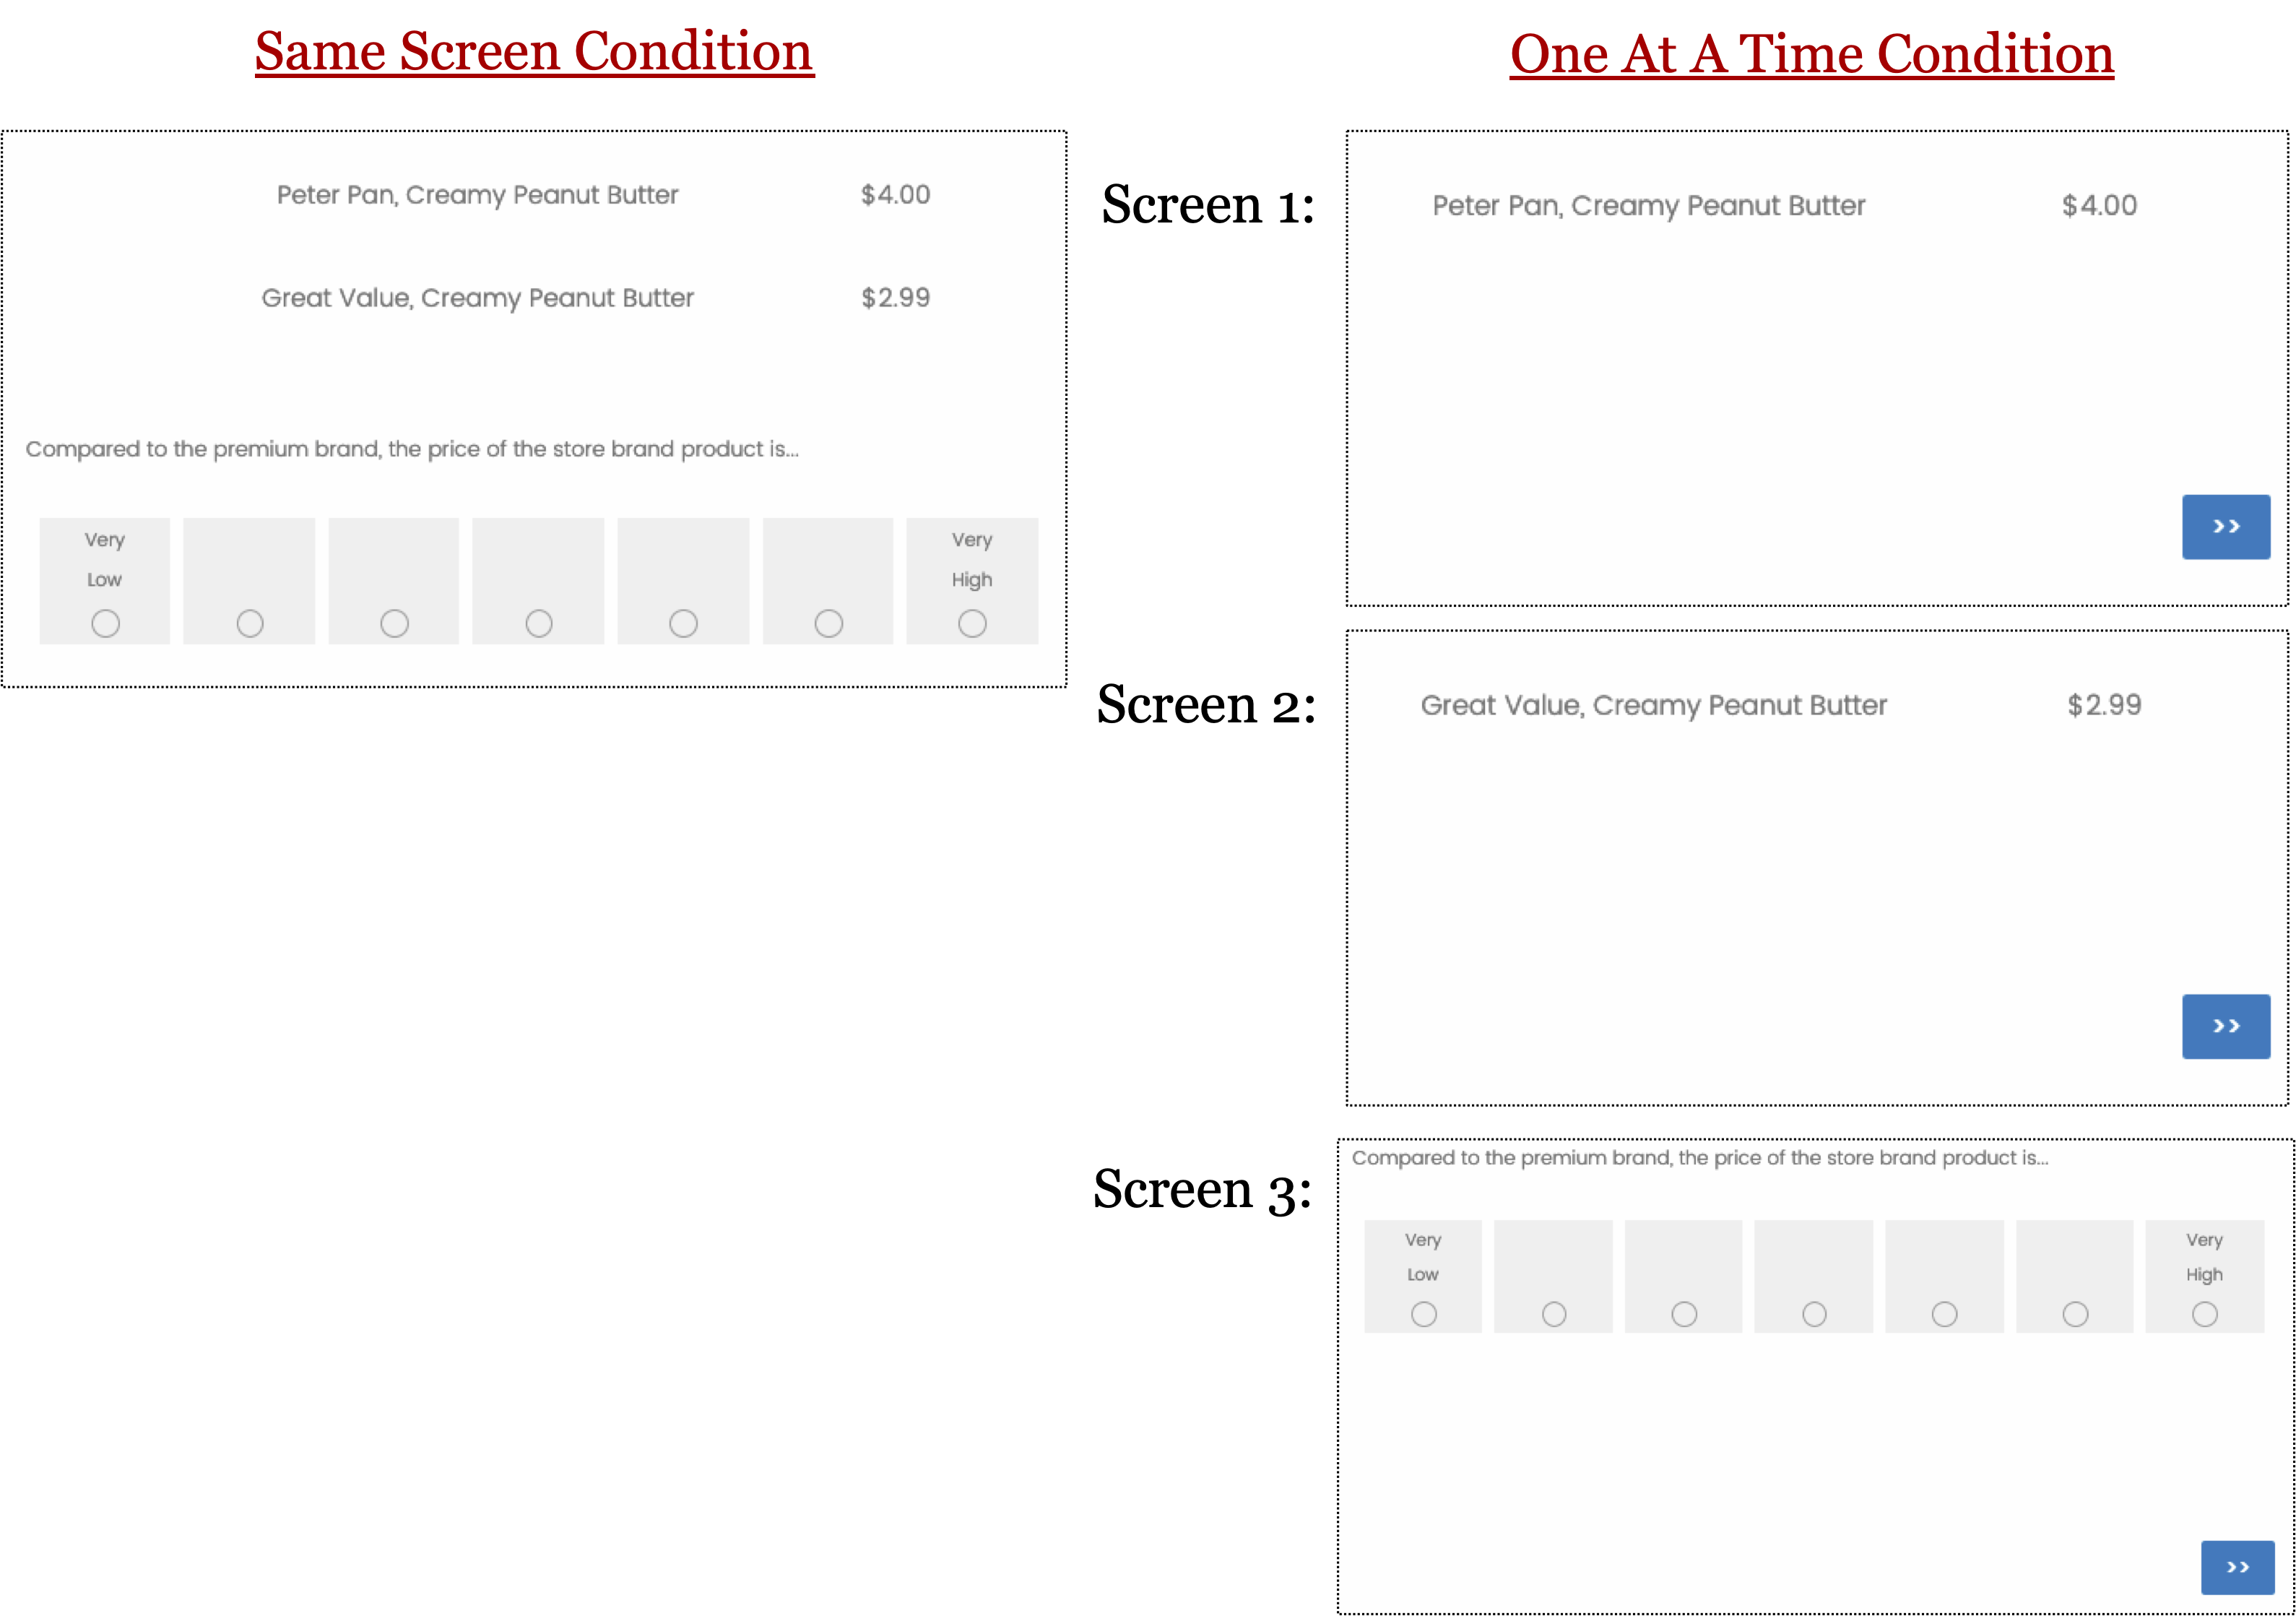 Same Screen Condition
Peter Pan, Creamy Peanut Butter $4.00
Great Value, Creamy Peanut Butter $2.99
Compared to the premium brand, the price of the store brand product is...
Very Low
Very High
One At A Time Condition
Screen 1:
Peter Pan, Creamy Peanut Butter $4.00
>>
Screen 2:
Great Value, Creamy Peanut Butter $2.99
>>
Screen 3:
Compared to the premium brand, the price of the store brand product is...
Very Low
Very High
>>